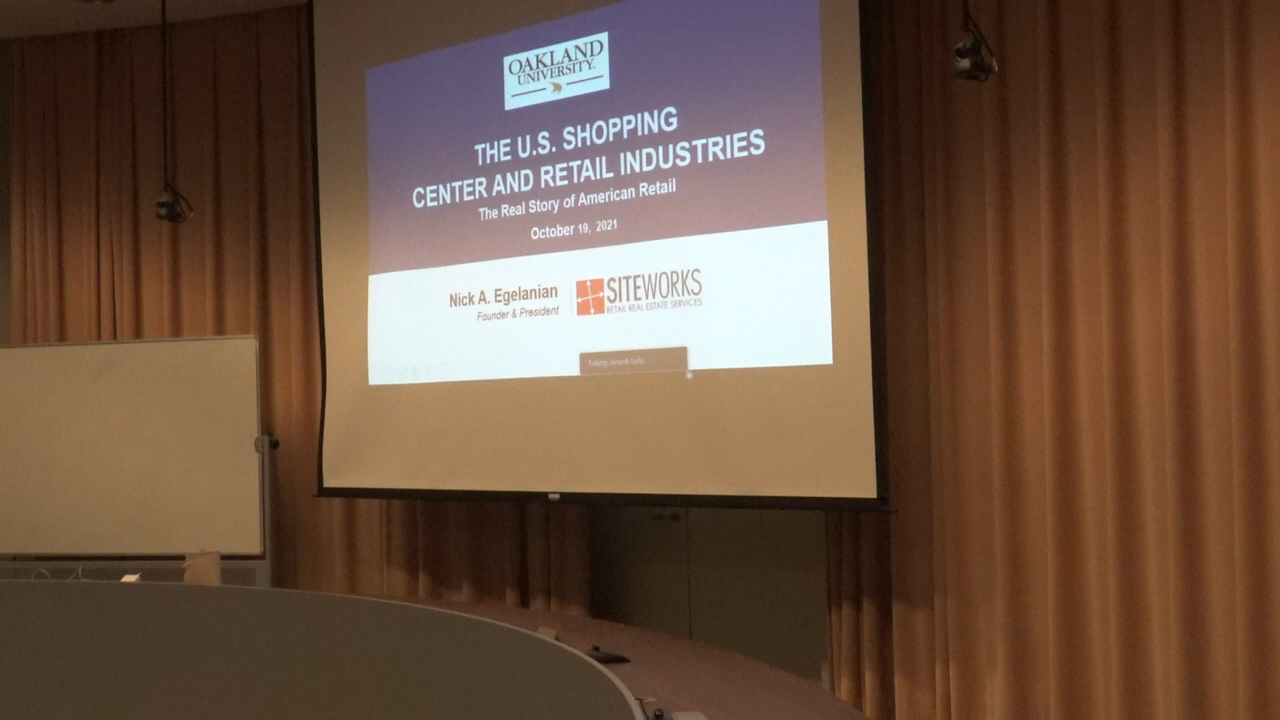 OAKLAND
UNIVERSITY
THE U.S. SHOPPING
CENTER AND RETAIL INDUSTRIES
The Real Story of American Retail
October 19, 2021
Nick A. Egelanian
Founder & President
SITEWORKS
RETAIL REAL ESTATE SERVICES
Talking: